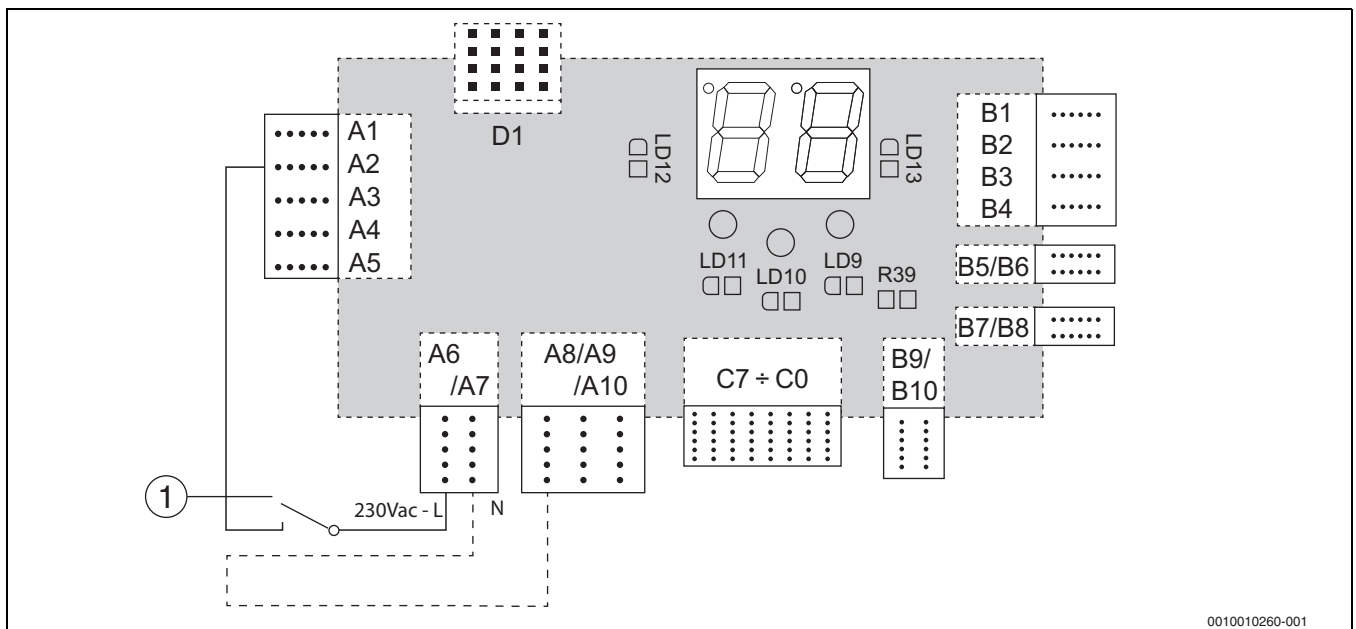 D1
A1
A2
A3
A4
A5
LD12
LD13
B1
B2
B3
B4
LD11
LD10
LD9
R39
B5/B6
B7/B8
A6
/A7
A8/A9
/A10
C7 ÷ C0
B9/
B10
1
230Vac - L
N
0010010260-001